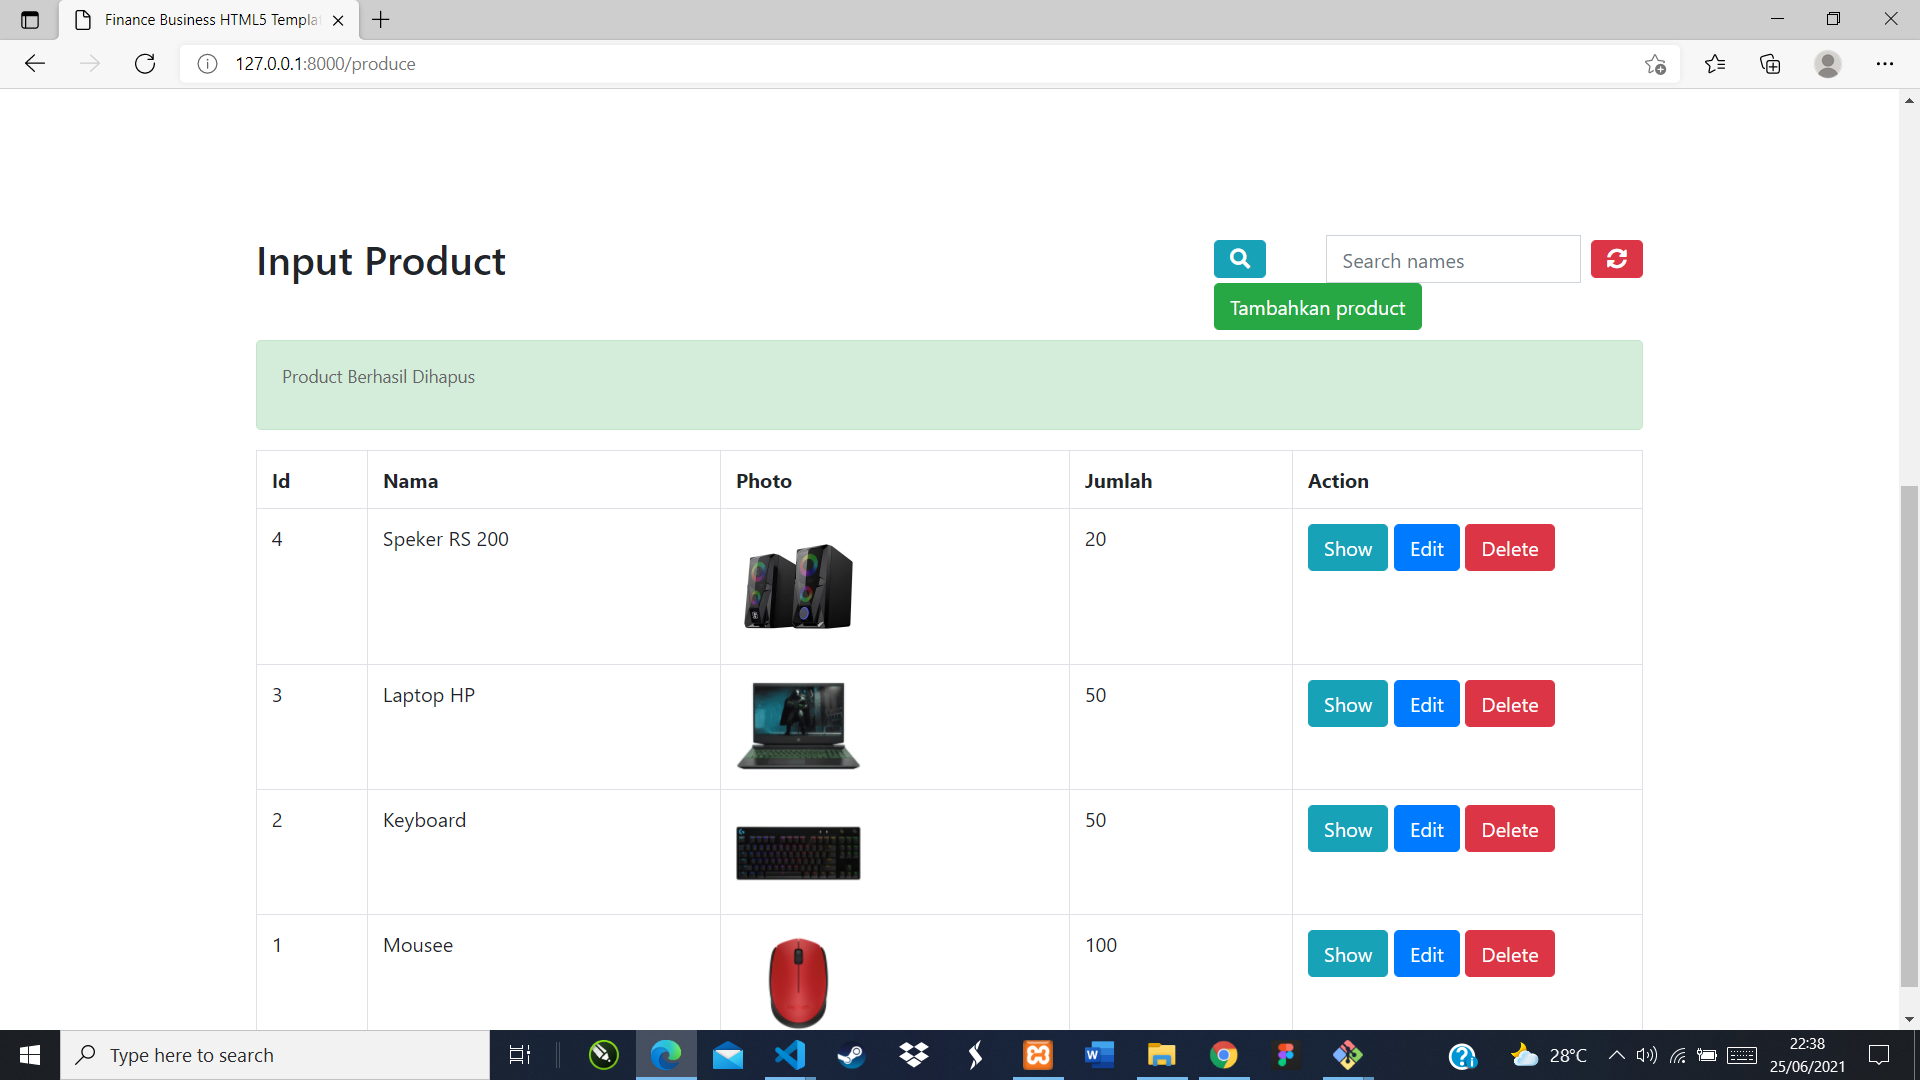 Finance Business HTML5 Templa
127.0.0.1:8000/produce
Input Product
Search names
Tambahkan product
Product Berhasil Dihapus
Id Nama Photo Jumlah Action
4 Speker RS 200 20 Show Edit Delete
3 Laptop HP 50 Show Edit Delete
2 Keyboard 50 Show Edit Delete
1 Mousee 100 Show Edit Delete
Type here to search
28°C
22:38
25/06/2021